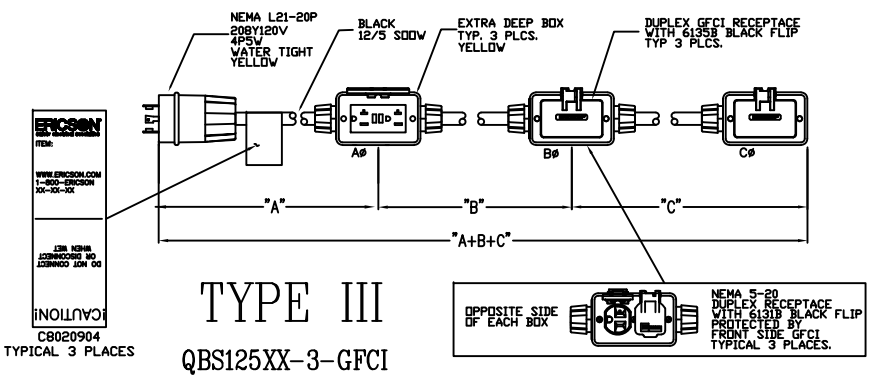 NEMA L21-20P
208Y120V
4P5W
WATER TIGHT
YELLOW
BLACK
12/5 SOOW
EXTRA DEEP BOX
TYP. 3 PLCS.
YELLOW
DUPLEX GFCI RECEPTACE
WITH 6135B BLACK FLIP
TYP 3 PLCS.
ERICSON
ITEM:
WWW.ERICSON.COM
1-800-ERICSON
XX-XX-XX
DO NOT CONNECT
OR DISCONNECT
WHEN WET
¡CAUTION!
C8020904
TYPICAL 3 PLACES
AØ
BØ
CØ
"A"
"B"
"C"
"A+B+C"
TYPE III
QBS125XX-3-GFCI
OPPOSITE SIDE
OF EACH BOX
NEMA 5-20
DUPLEX RECEPTACE
WITH 6131B BLACK FLIP
PROTECTED BY
FRONT SIDE GFCI
TYPICAL 3 PLACES.